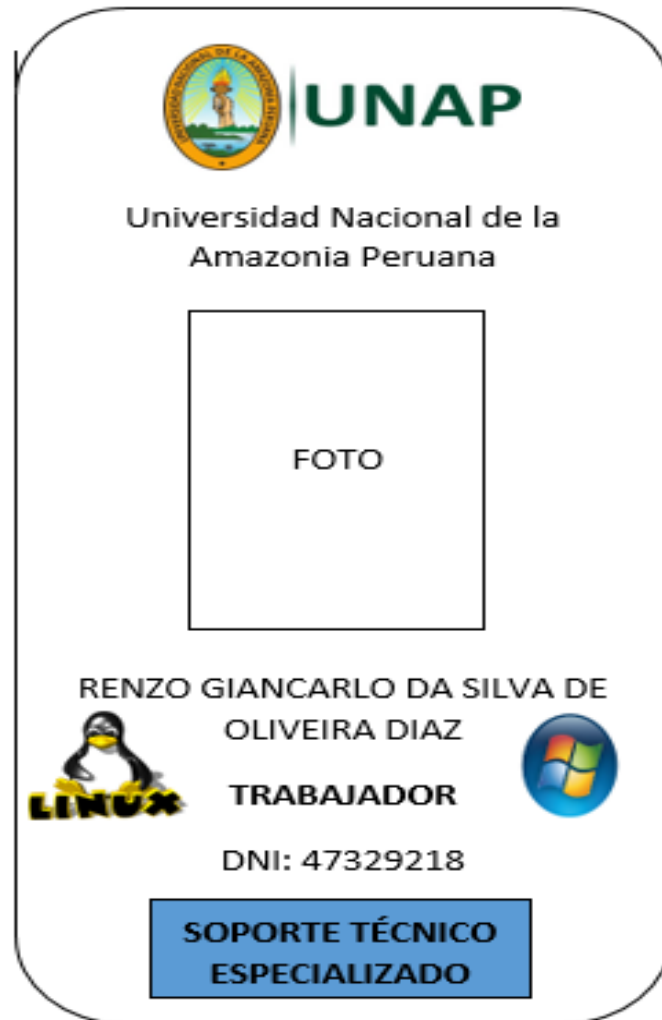 UNAP
Universidad Nacional de la
Amazonia Peruana
FOTO
RENZO GIANCARLO DA SILVA DE
OLIVEIRA DIAZ
LINUX
TRABAJADOR
DNI: 47329218
SOPORTE TÉCNICO
ESPECIALIZADO